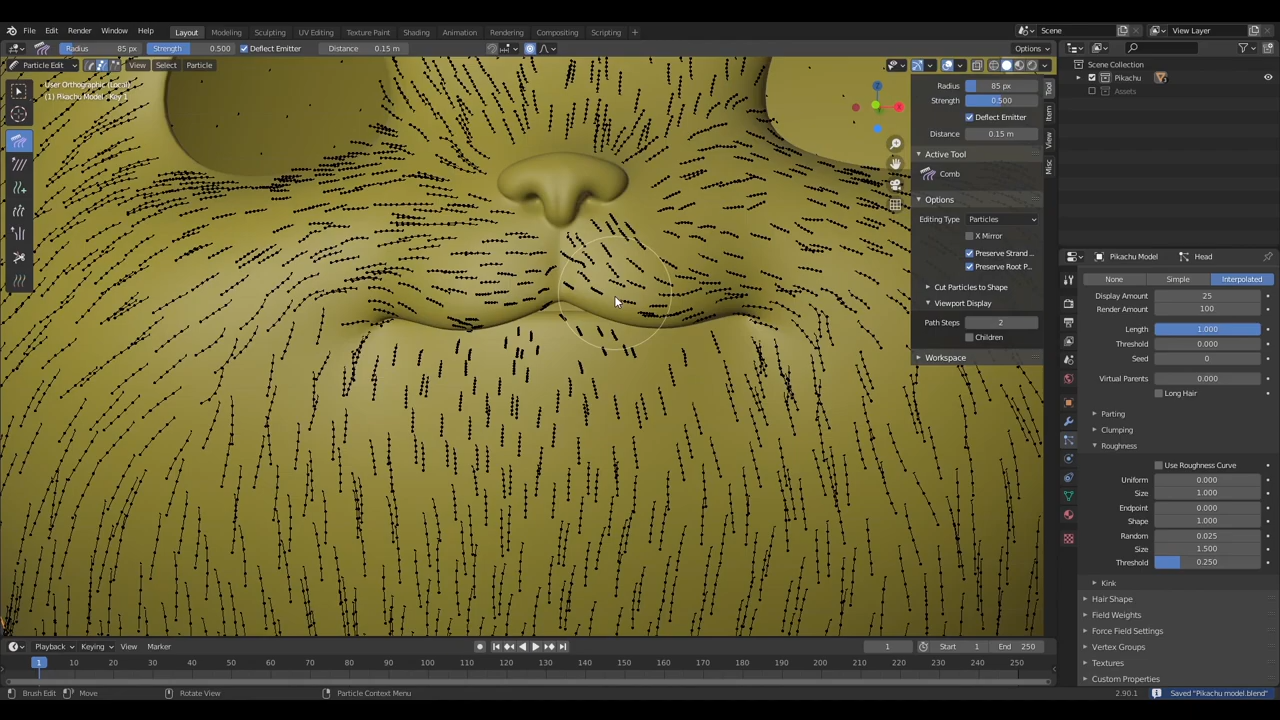 File Edit Render Window Help Layout Modeling Sculpting UV Editing Texture Paint Shading Animation Rendering Compositing Scripting Scene View Layer
Radius 85 px Strength 0.500 Deflect Emitter Distance 0.15 m Options
Particle Edit View Select Particle
User Orthographic (Local)
(1) Pikachu Model : Key 1
Radius 85 px
Strength 0.500
Deflect Emitter
Distance 0.15 m
Active Tool
Comb
Options
Editing Type Particles
X Mirror
Preserve Strand ...
Preserve Root P...
Cut Particles to Shape
Viewport Display
Path Steps 2
Children
Workspace
Tool
Item
View
Misc
Scene Collection
Pikachu
Assets
Pikachu Model Head
None Simple Interpolated
Display Amount 25
Render Amount 100
Length 1.000
Threshold 0.000
Seed 0
Virtual Parents 0.000
Long Hair
Parting
Clumping
Roughness
Use Roughness Curve
Uniform 0.000
Size 1.000
Endpoint 0.000
Shape 1.000
Random 0.025
Size 1.500
Threshold 0.250
Kink
Hair Shape
Field Weights
Force Field Settings
Vertex Groups
Textures
Custom Properties
Playback Keying View Marker 1 Start 1 End 250
1 10 20 30 40 50 60 70 80 90 100 110 120 130 140 150 160 170 180 190 200 210 220 230 240 250
Brush Edit Move Rotate View Particle Context Menu 2.90.1 Saved "Pikachu model.blend"